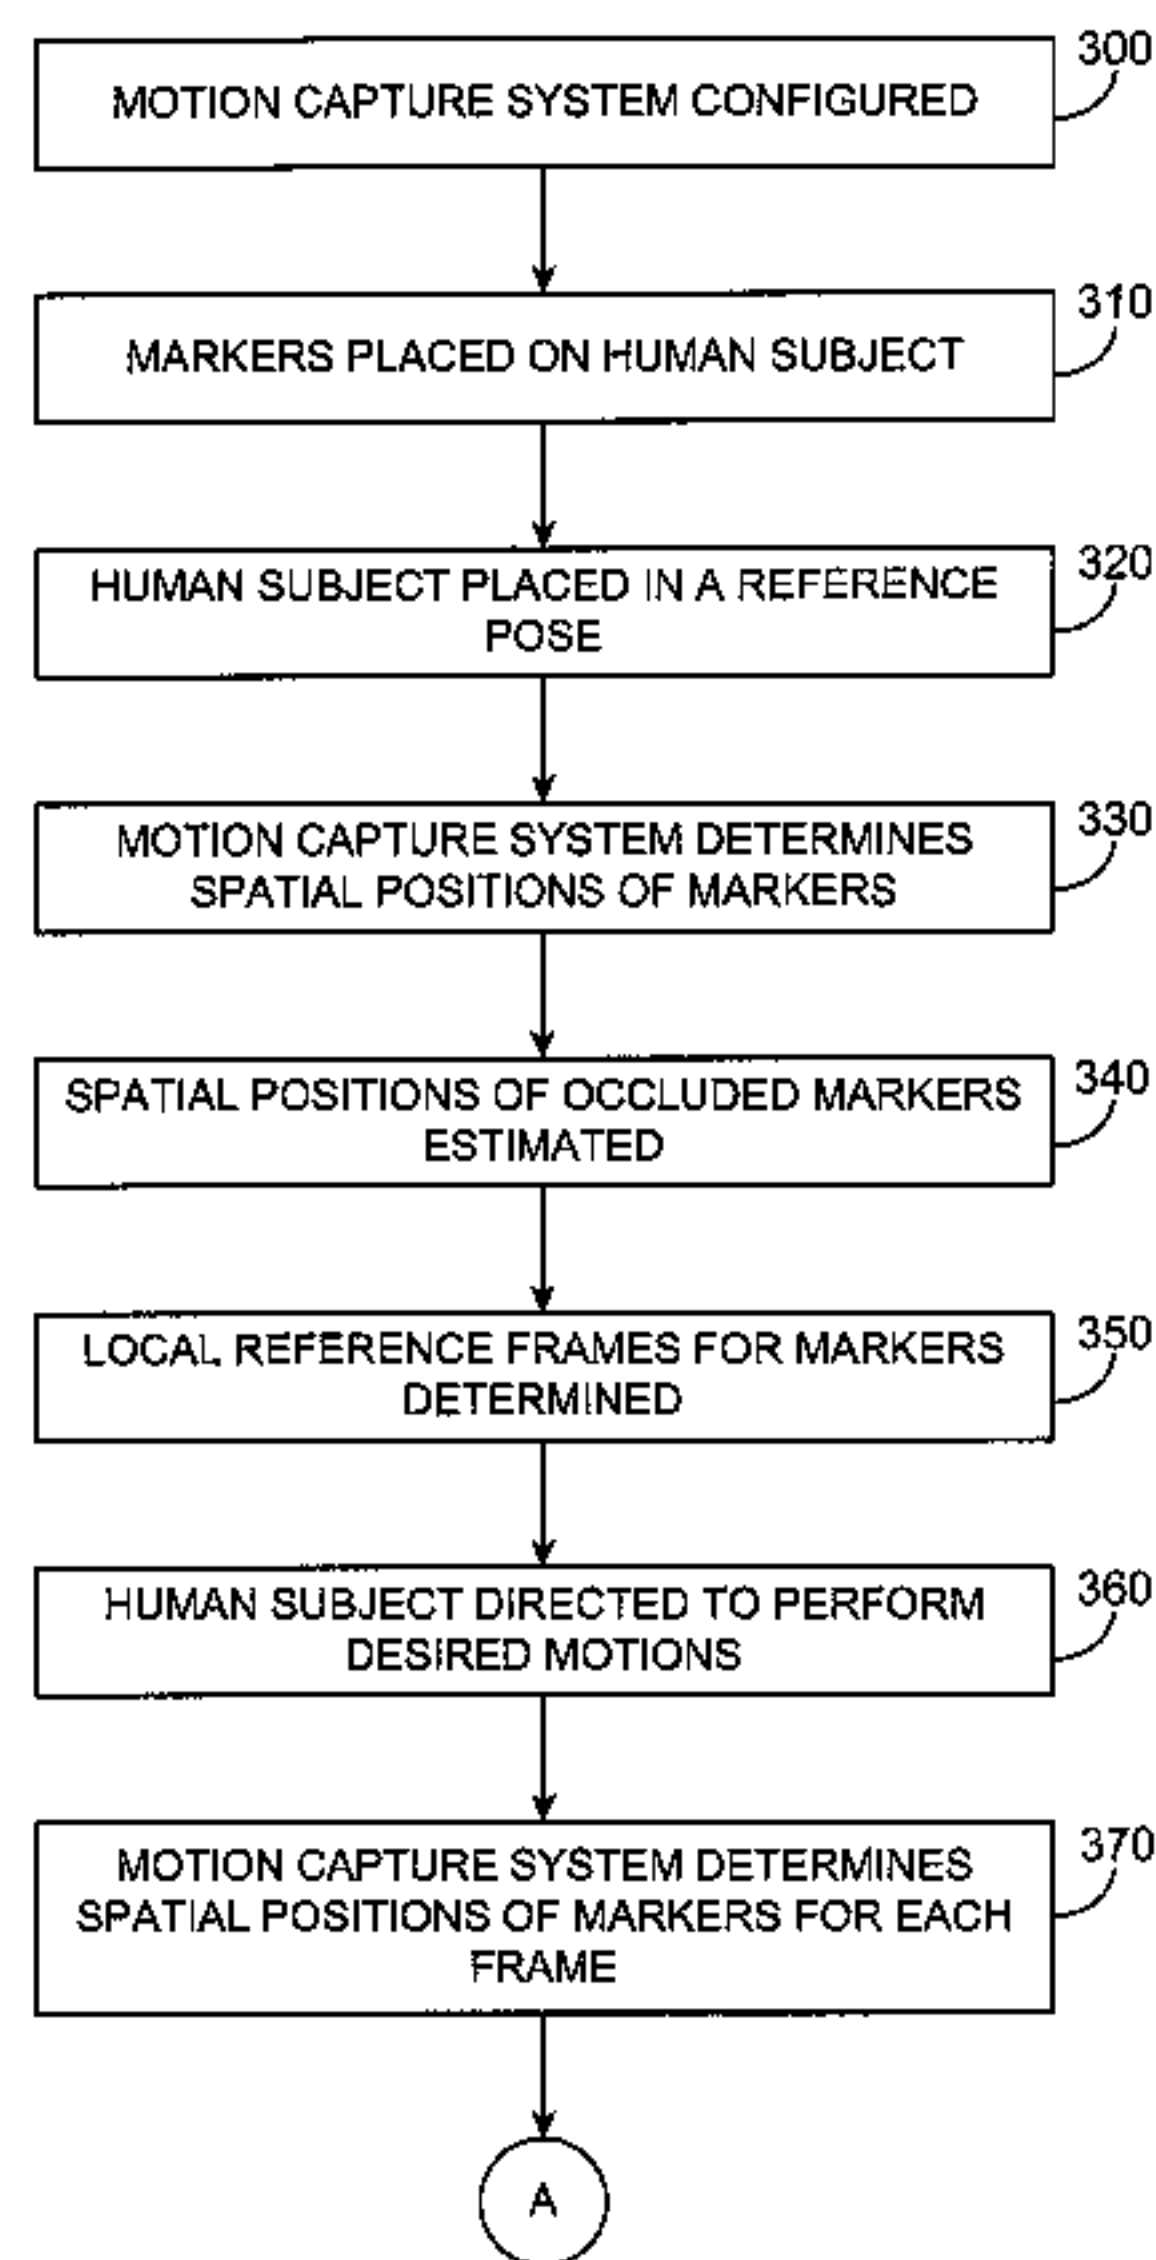 300
MOTION CAPTURE SYSTEM CONFIGURED
310
MARKERS PLACED ON HUMAN SUBJECT
320
HUMAN SUBJECT PLACED IN A REFERENCE
POSE
330
MOTION CAPTURE SYSTEM DETERMINES
SPATIAL POSITIONS OF MARKERS
340
SPATIAL POSITIONS OF OCCLUDED MARKERS
ESTIMATED
350
LOCAL REFERENCE FRAMES FOR MARKERS
DETERMINED
360
HUMAN SUBJECT DIRECTED TO PERFORM
DESIRED MOTIONS
370
MOTION CAPTURE SYSTEM DETERMINES
SPATIAL POSITIONS OF MARKERS FOR EACH
FRAME
A